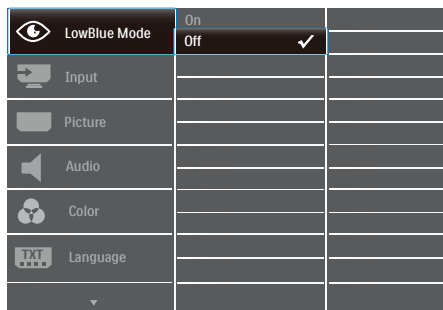 LowBlue Mode
On
Off
Input
Picture
Audio
Color
TXT
Language